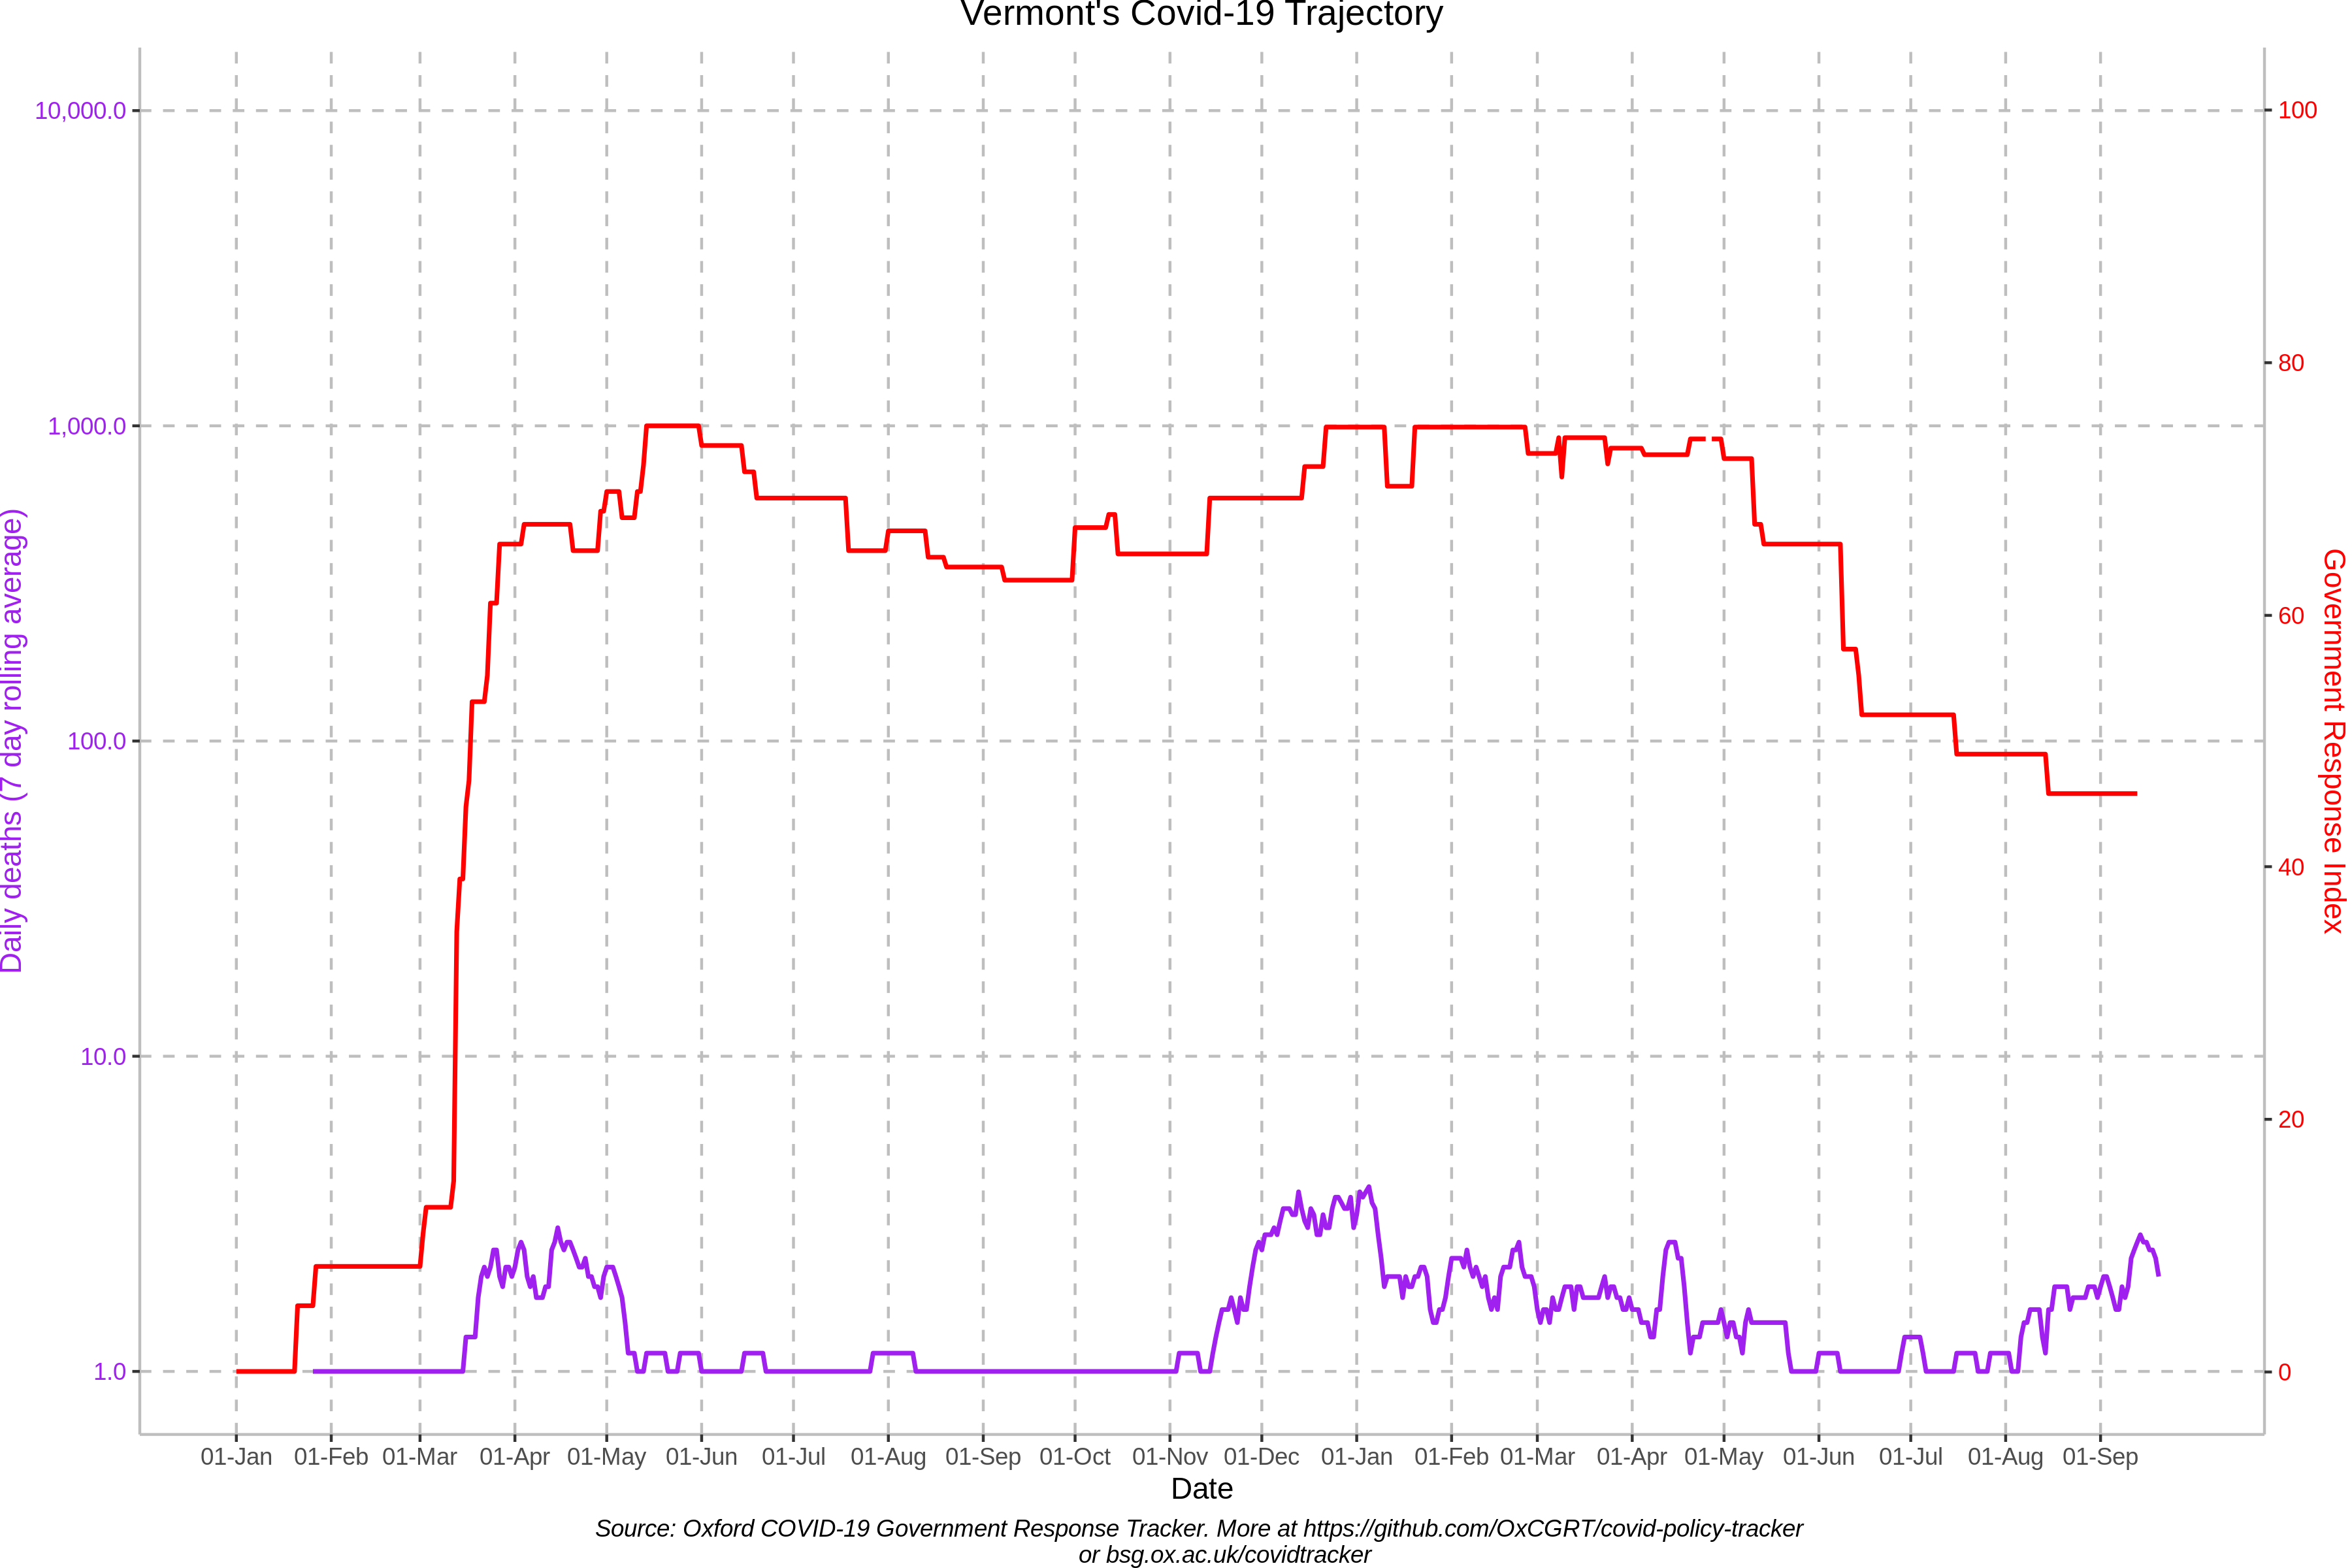 Vermont's Covid-19 Trajectory
10,000.0
1,000.0
100.0
10.0
1.0
Daily deaths (7 day rolling average)
100
80
60
40
20
0
Government Response Index
01-Jan 01-Feb 01-Mar 01-Apr 01-May 01-Jun 01-Jul 01-Aug 01-Sep 01-Oct 01-Nov 01-Dec 01-Jan 01-Feb 01-Mar 01-Apr 01-May 01-Jun 01-Jul 01-Aug 01-Sep
Date
Source: Oxford COVID-19 Government Response Tracker. More at https://github.com/OxCGRT/covid-policy-tracker
or bsg.ox.ac.uk/covidtracker